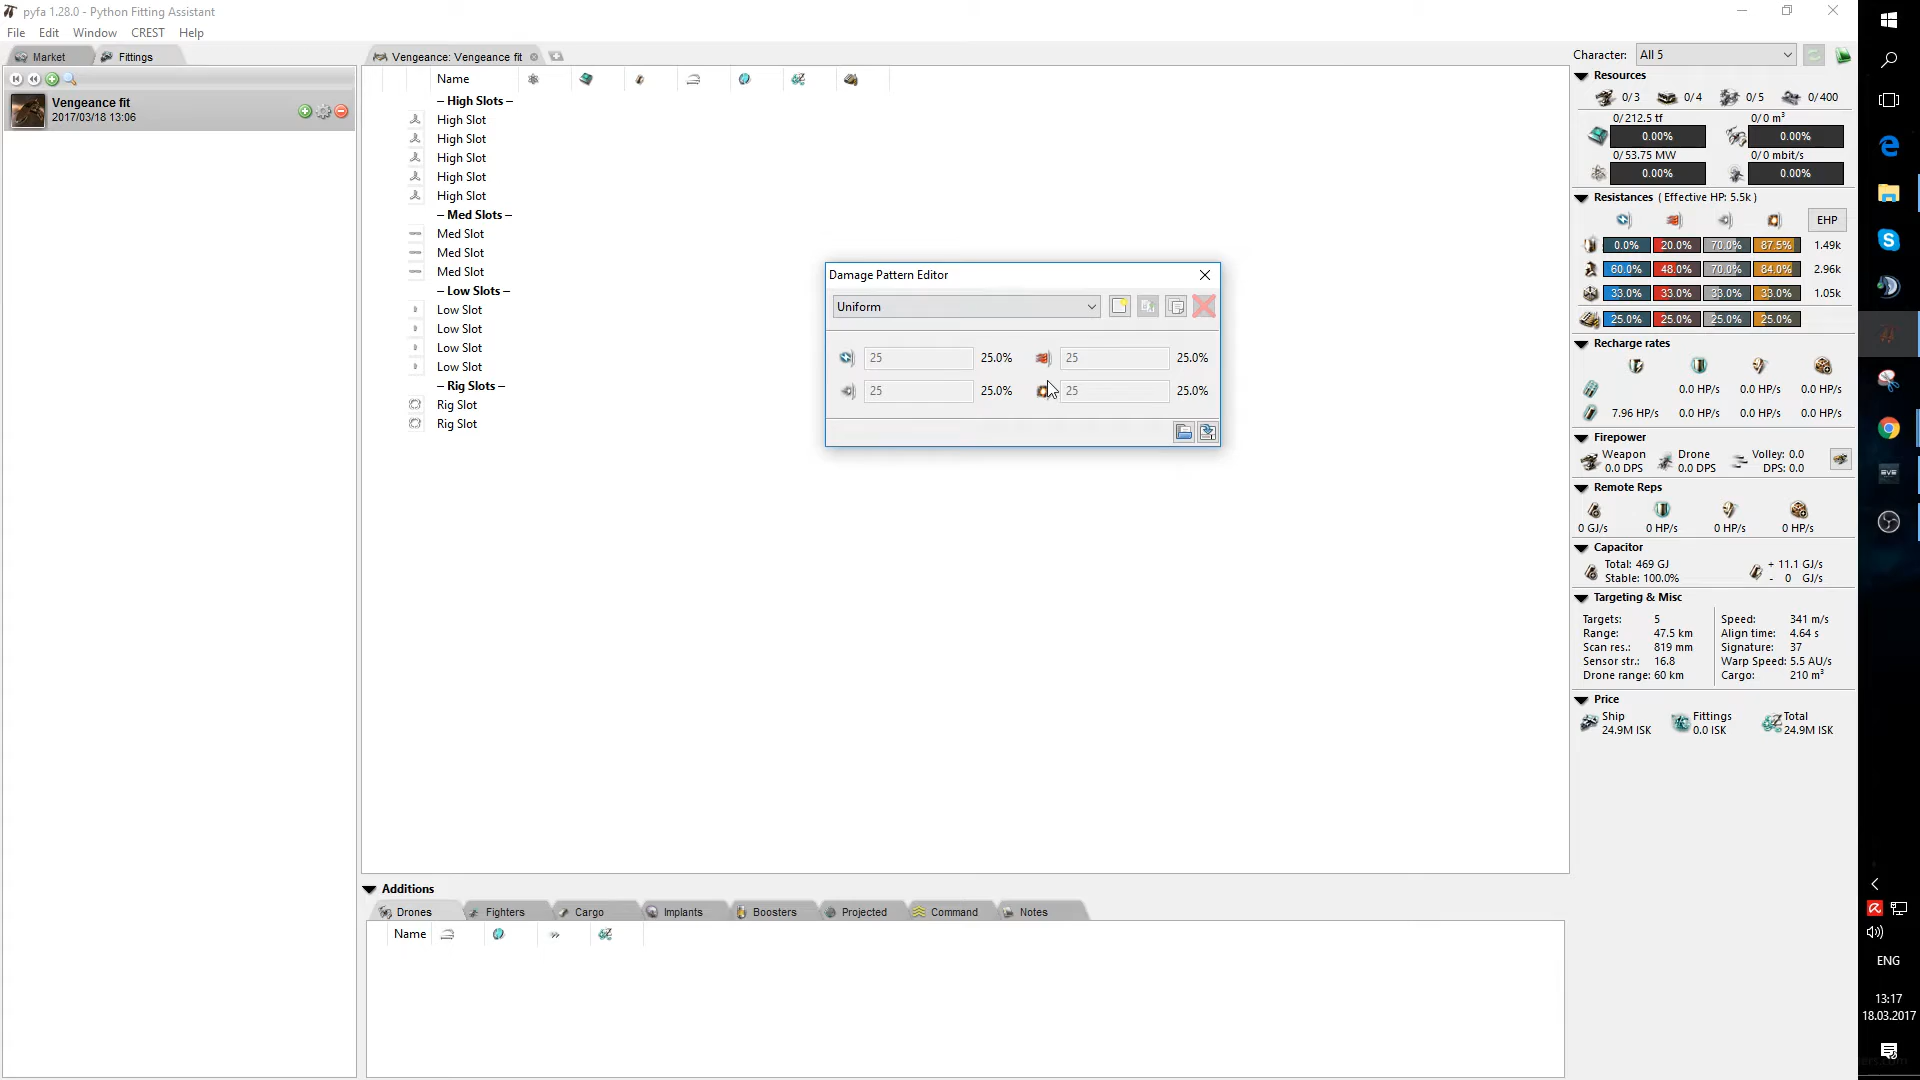 pyfa 1.28.0 - Python Fitting Assistant
File Edit Window CREST Help
Market Fittings
Vengeance fit
2017/03/18 13:06
Vengeance: Vengeance fit
Name
– High Slots –
High Slot
High Slot
High Slot
High Slot
High Slot
– Med Slots –
Med Slot
Med Slot
Med Slot
– Low Slots –
Low Slot
Low Slot
Low Slot
Low Slot
– Rig Slots –
Rig Slot
Rig Slot
Damage Pattern Editor
Uniform
25 25.0% 25 25.0%
25 25.0% 25 25.0%
Additions
Drones Fighters Cargo Implants Boosters Projected Command Notes
Name
Character: All 5
Resources
0/3 0/4 0/5 0/400
0/212.5 tf 0/0 m³
0.00% 0.00%
0/53.75 MW 0/0 mbit/s
0.00% 0.00%
Resistances ( Effective HP: 5.5k )
EHP
0.0% 20.0% 70.0% 87.5% 1.49k
60.0% 48.0% 70.0% 84.0% 2.96k
33.0% 33.0% 33.0% 33.0% 1.05k
25.0% 25.0% 25.0% 25.0%
Recharge rates
0.0 HP/s 0.0 HP/s 0.0 HP/s
7.96 HP/s 0.0 HP/s 0.0 HP/s 0.0 HP/s
Firepower
Weapon Drone Volley: 0.0
0.0 DPS 0.0 DPS DPS: 0.0
Remote Reps
0 GJ/s 0 HP/s 0 HP/s 0 HP/s
Capacitor
Total: 469 GJ + 11.1 GJ/s
Stable: 100.0% - 0 GJ/s
Targeting & Misc
Targets: 5 Speed: 341 m/s
Range: 47.5 km Align time: 4.64 s
Scan res.: 819 mm Signature: 37
Sensor str.: 16.8 Warp Speed: 5.5 AU/s
Drone range: 60 km Cargo: 210 m³
Price
Ship Fittings Total
24.9M ISK 0.0 ISK 24.9M ISK
EVE
ENG
13:17
18.03.2017